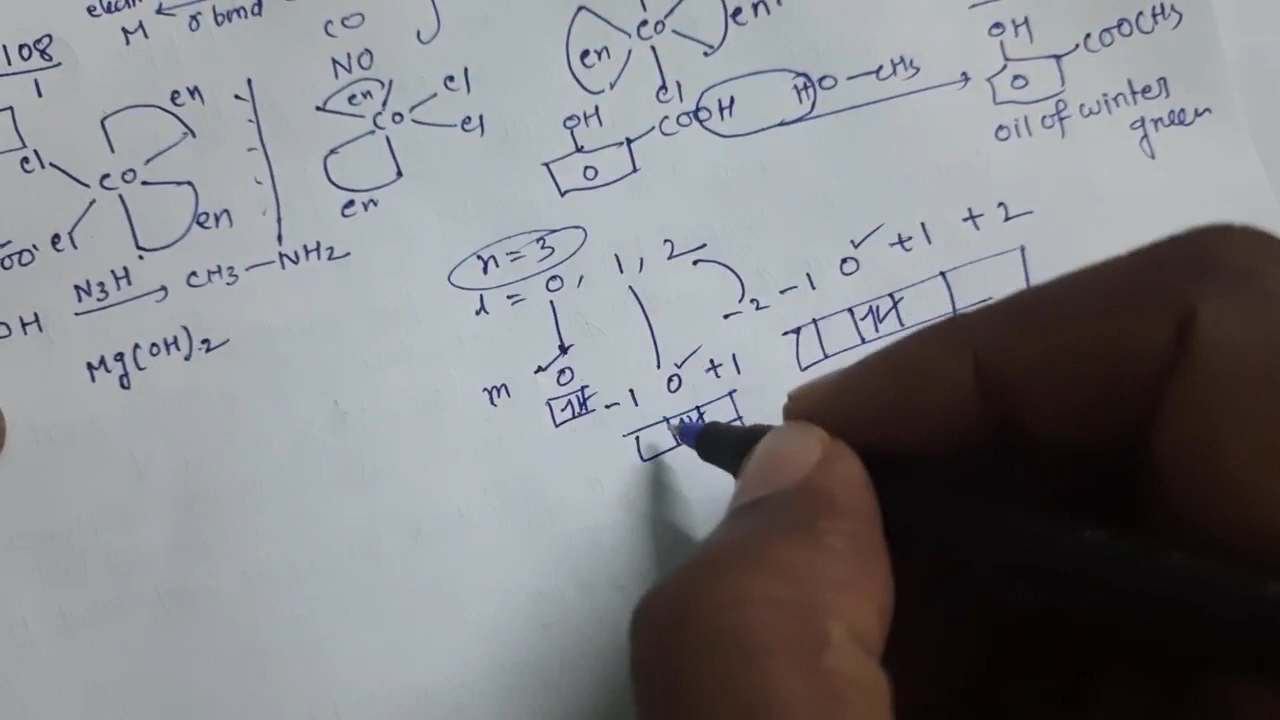 M ← σ bond
CO
NO
108
1
en
Cl
CO
en
en
CO
Cl
Cl
en
en
CO
en
Cl
OH
COOH
HO-CH3
OH
COOCH3
oil of winter
green
OH N3H → CH3-NH2
Mg(OH)2
n=3
l = 0, 1, 2
-2 -1 0 +1 +2
m 0
-1 0 +1